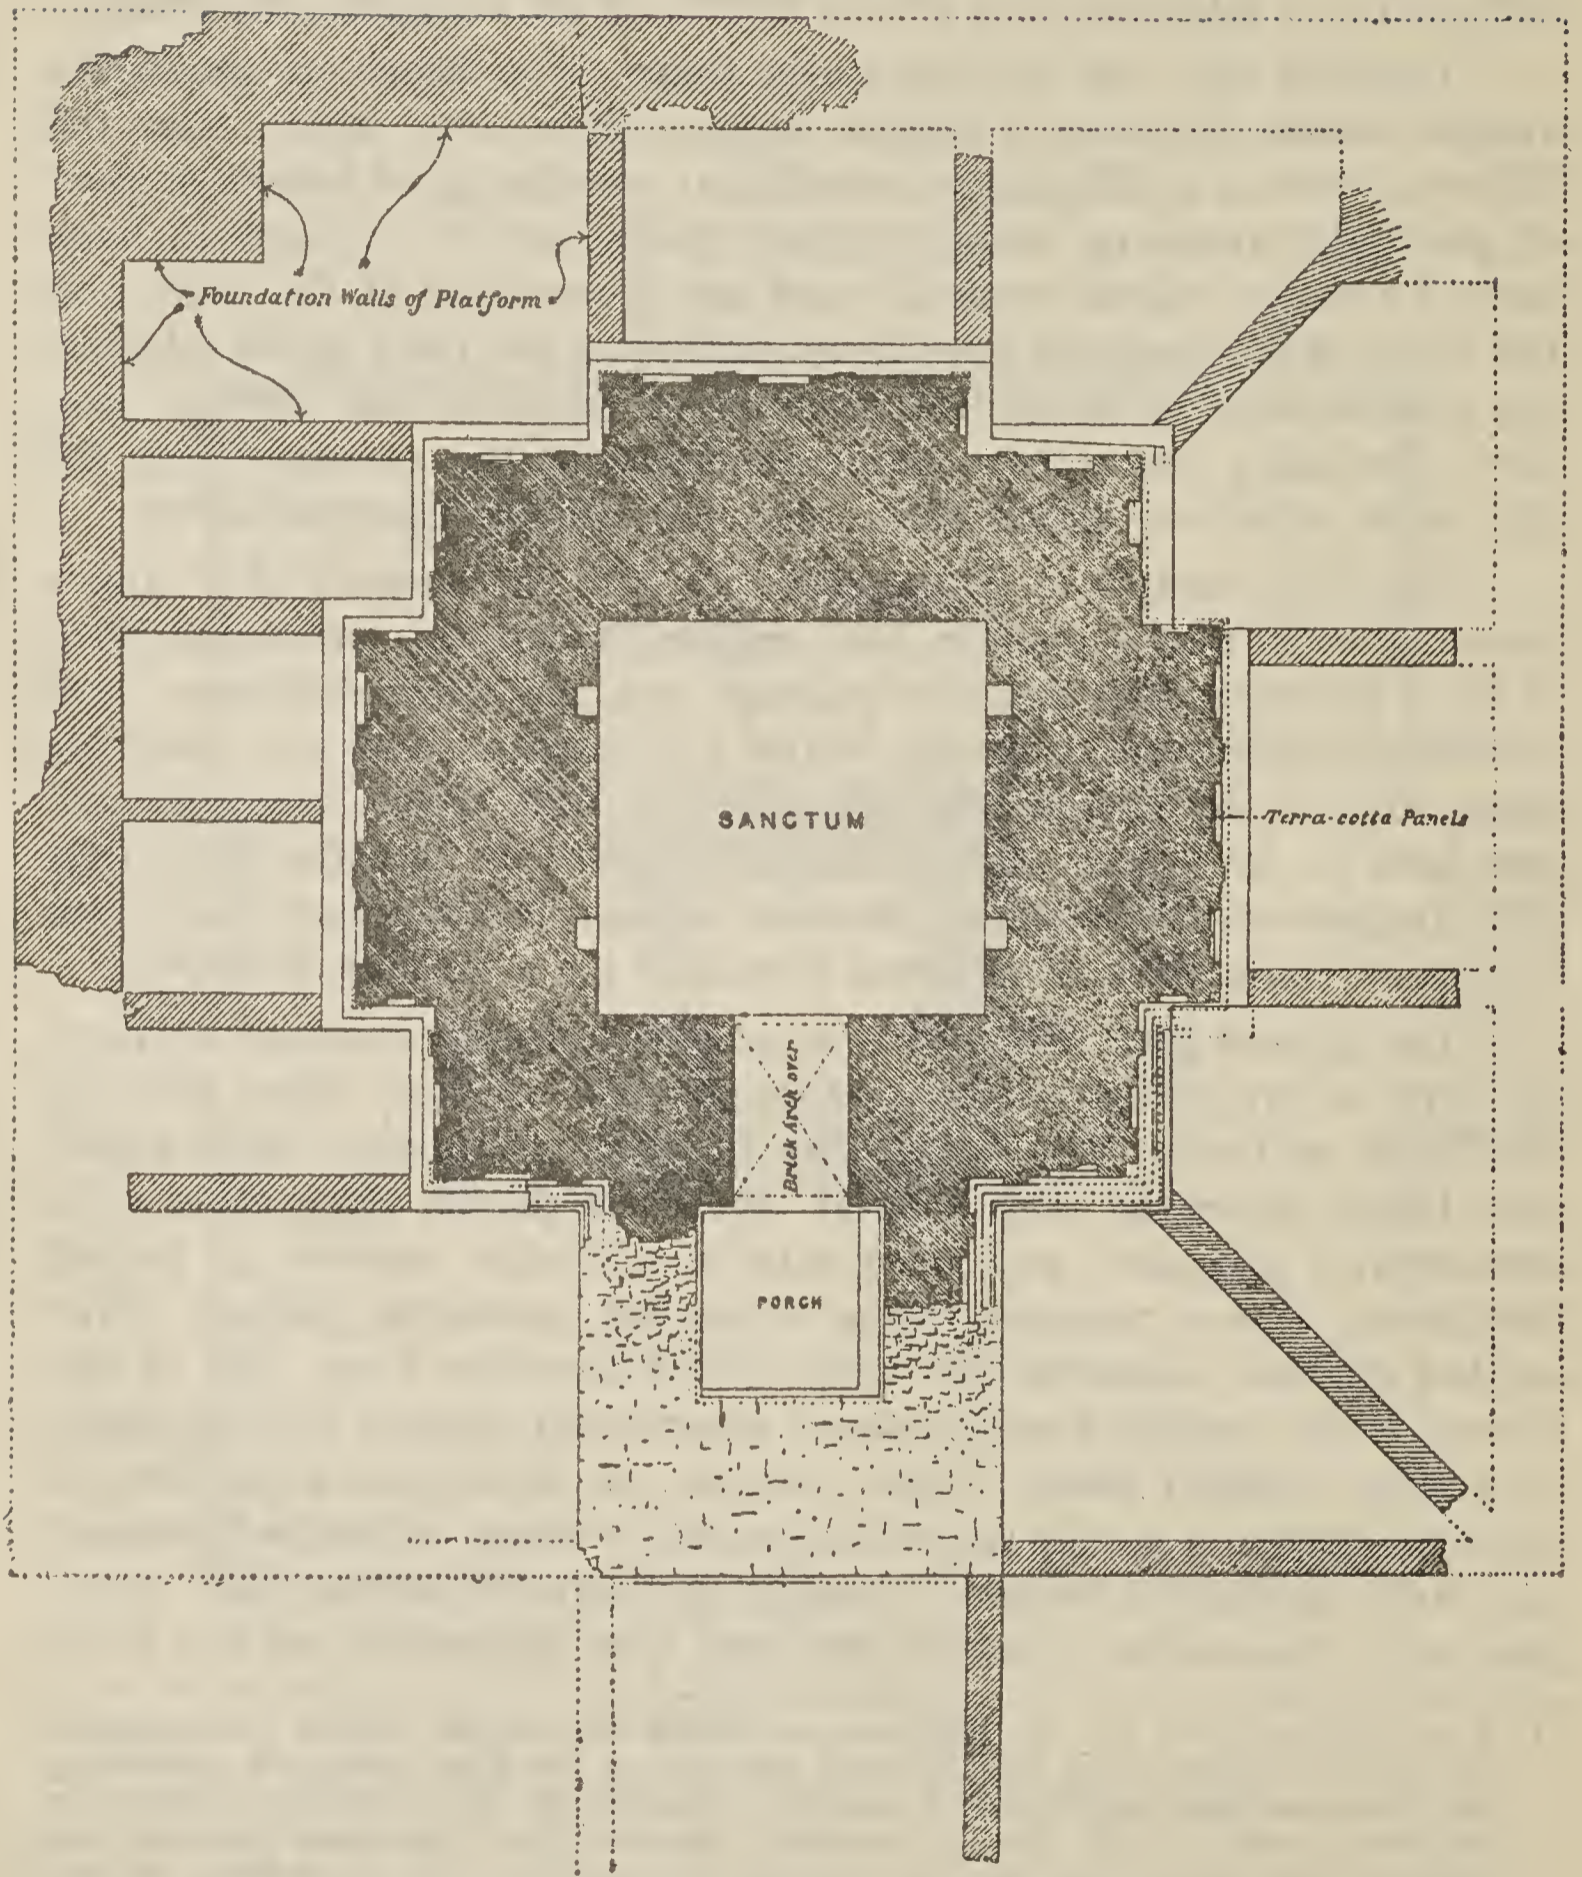 Foundation Walls of Platform
SANCTUM
Terra-cotta Panels
Brick Arch over
PORCH